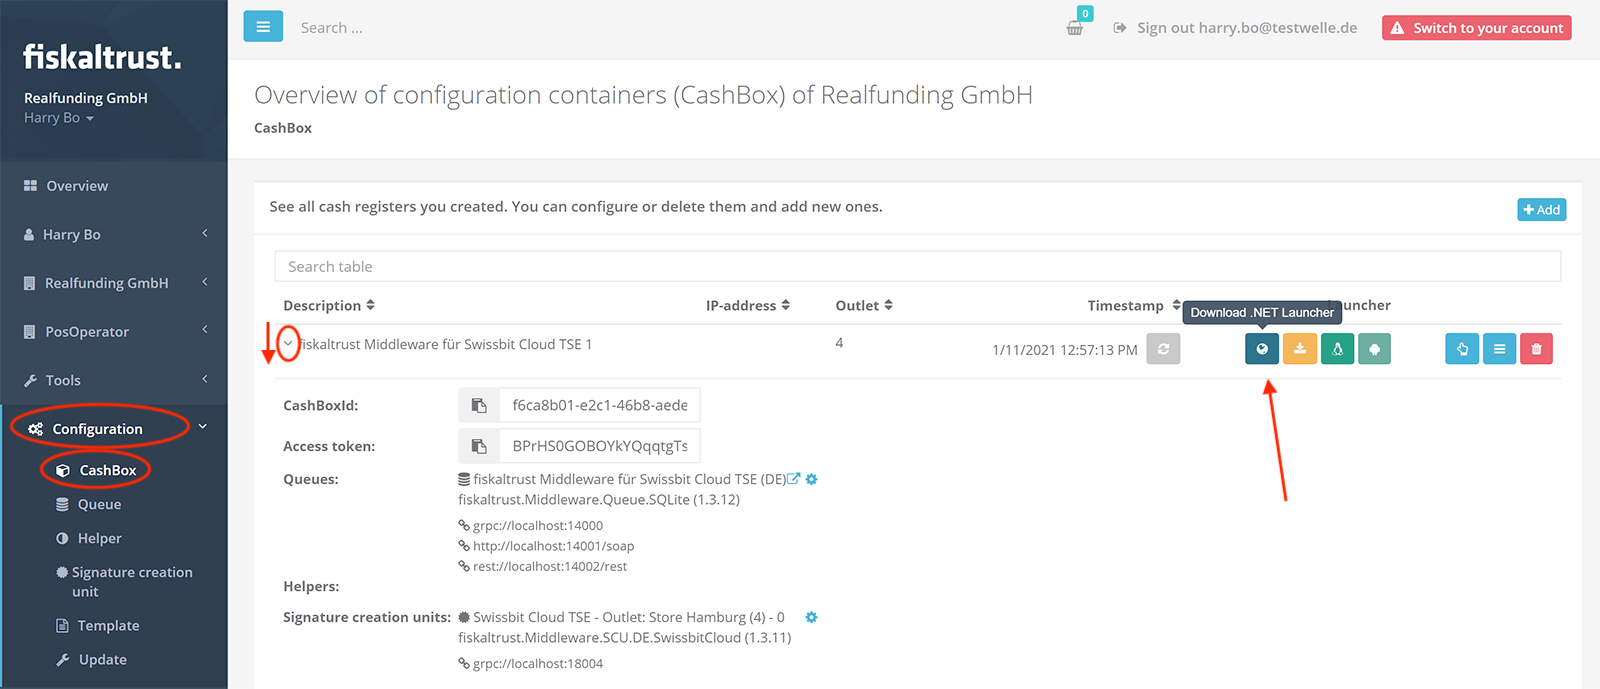 fiskaltrust.
Realfunding GmbH
Harry Bo
Overview
Harry Bo
Realfunding GmbH
PosOperator
Tools
Configuration
CashBox
Queue
Helper
Signature creation
unit
Template
Update
Search ...
0
Sign out harry.bo@testwelle.de
Switch to your account
Overview of configuration containers (CashBox) of Realfunding GmbH
CashBox
See all cash registers you created. You can configure or delete them and add new ones.
Add
Search table
Description IP-address Outlet Timestamp
Download .NET Launcher
fiskaltrust Middleware für Swissbit Cloud TSE 1 4 1/11/2021 12:57:13 PM
CashBoxId: f6ca8b01-e2c1-46b8-aede
Access token: BPrHS0GOBOYkYQqqtgTs
Queues: fiskaltrust Middleware für Swissbit Cloud TSE (DE)
fiskaltrust.Middleware.Queue.SQLite (1.3.12)
grpc://localhost:14000
http://localhost:14001/soap
rest://localhost:14002/rest
Helpers:
Signature creation units: Swissbit Cloud TSE - Outlet: Store Hamburg (4) - 0
fiskaltrust.Middleware.SCU.DE.SwissbitCloud (1.3.11)
grpc://localhost:18004